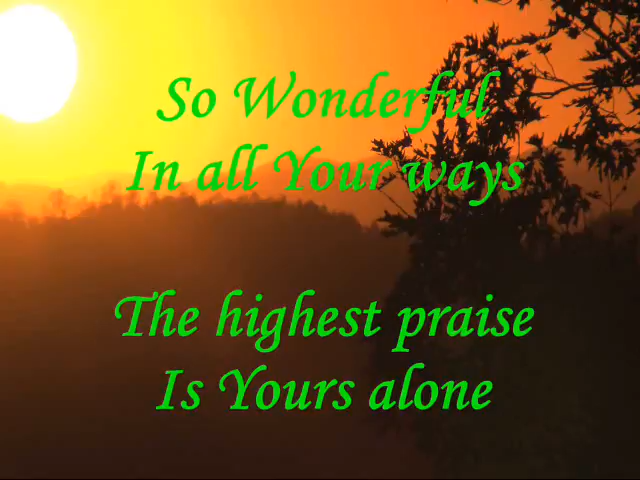 So Wonderful
In all Your ways
The highest praise
Is Yours alone